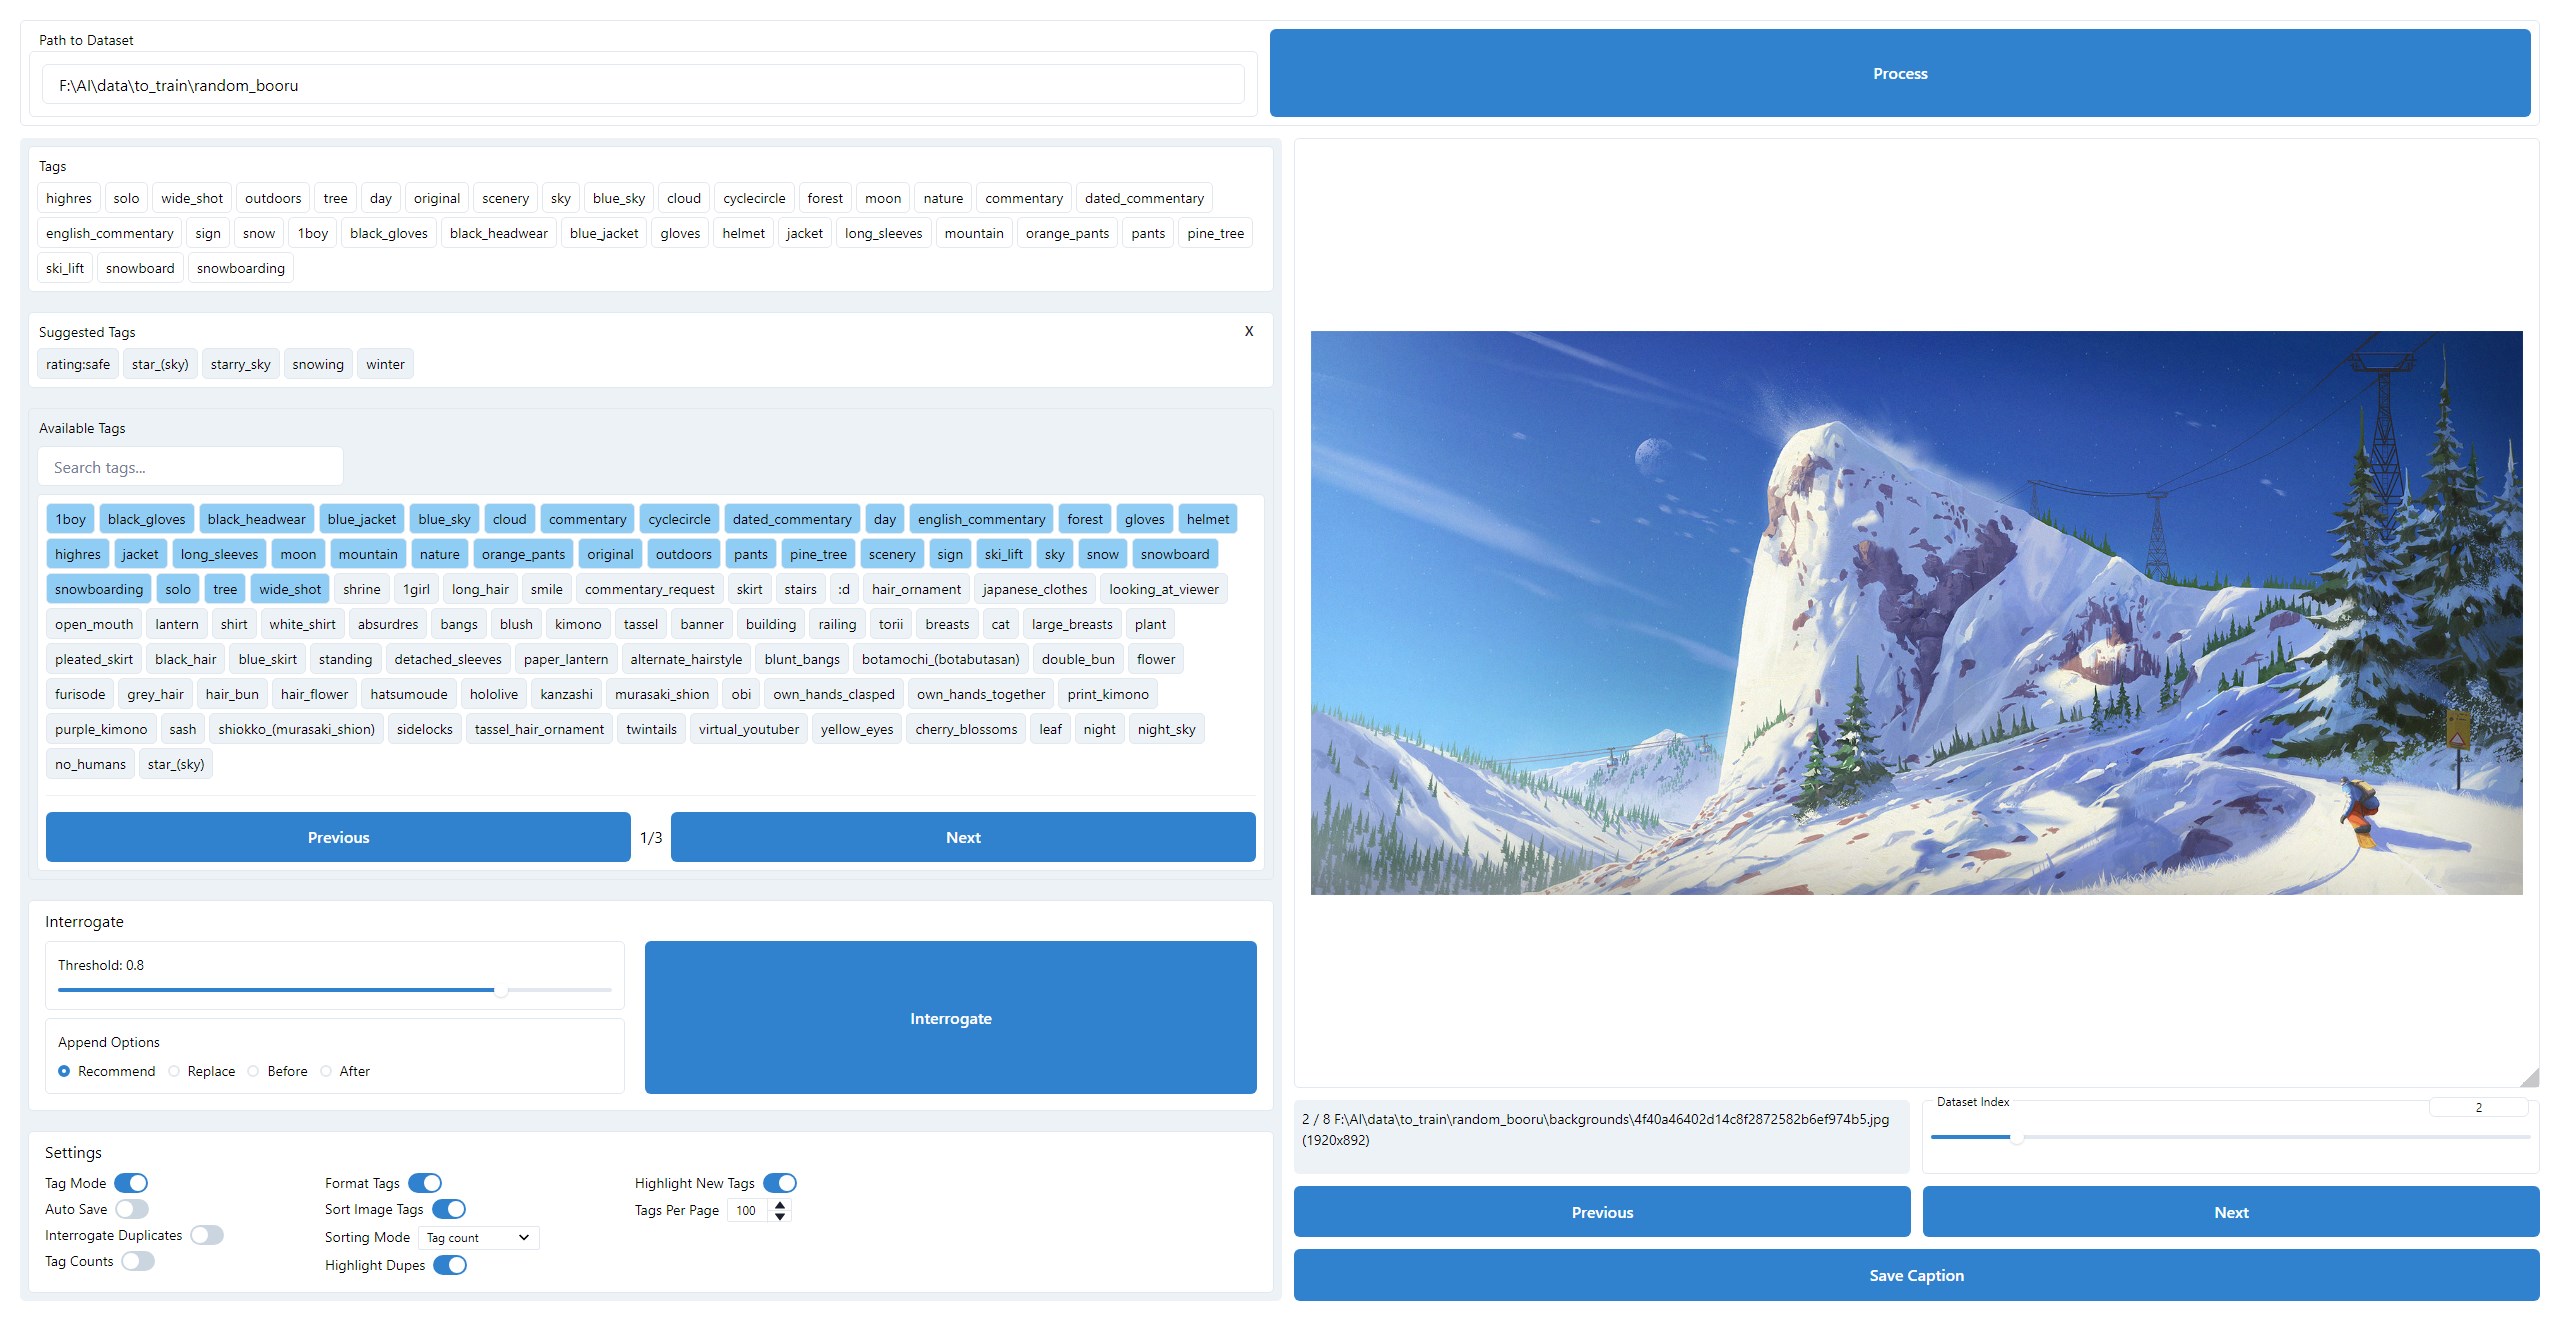 Path to Dataset
F:\AI\data\to_train\random_booru
Process
Tags
highres solo wide_shot outdoors tree day original scenery sky blue_sky cloud cyclecircle forest moon nature commentary dated_commentary
english_commentary sign snow 1boy black_gloves black_headwear blue_jacket gloves helmet jacket long_sleeves mountain orange_pants pants pine_tree
ski_lift snowboard snowboarding
Suggested Tags X
rating:safe star_(sky) starry_sky snowing winter
Available Tags
Search tags...
1boy black_gloves black_headwear blue_jacket blue_sky cloud commentary cyclecircle dated_commentary day english_commentary forest gloves helmet
highres jacket long_sleeves moon mountain nature orange_pants original outdoors pants pine_tree scenery sign ski_lift sky snow snowboard
snowboarding solo tree wide_shot shrine 1girl long_hair smile commentary_request skirt stairs :d hair_ornament japanese_clothes looking_at_viewer
open_mouth lantern shirt white_shirt absurdres bangs blush kimono tassel banner building railing torii breasts cat large_breasts plant
pleated_skirt black_hair blue_skirt standing detached_sleeves paper_lantern alternate_hairstyle blunt_bangs botamochi_(botabutasan) double_bun flower
furisode grey_hair hair_bun hair_flower hatsumoude hololive kanzashi murasaki_shion obi own_hands_clasped own_hands_together print_kimono
purple_kimono sash shiokko_(murasaki_shion) sidelocks tassel_hair_ornament twintails virtual_youtuber yellow_eyes cherry_blossoms leaf night night_sky
no_humans star_(sky)
Previous 1/3 Next
Interrogate
Threshold: 0.8
Append Options
Recommend Replace Before After
Interrogate
Settings
Tag Mode Format Tags Highlight New Tags
Auto Save Sort Image Tags Tags Per Page 100
Interrogate Duplicates Sorting Mode Tag count
Tag Counts Highlight Dupes
2 / 8 F:\AI\data\to_train\random_booru\backgrounds\4f40a46402d14c8f2872582b6ef974b5.jpg
(1920x892)
Dataset Index 2
Previous Next
Save Caption